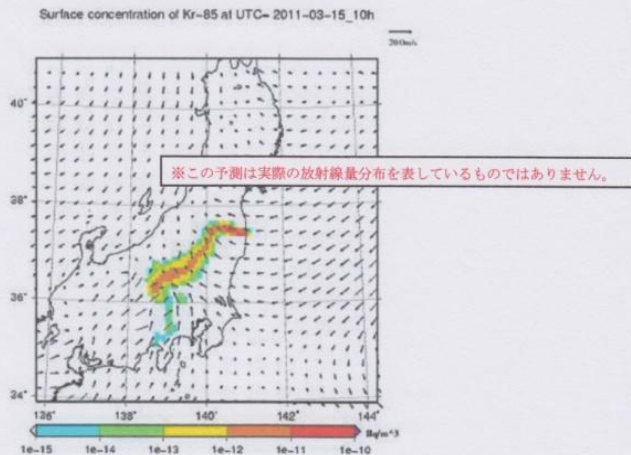 Surface concentration of Kr-85 at UTC= 2011-03-15_10h
※この予測は実際の放射線量分布を表しているものではありません。
40°
38°
36°
34°
136° 138° 140° 142° 144°
Bq/m^3
1e-15 1e-14 1e-13 1e-12 1e-11 1e-10